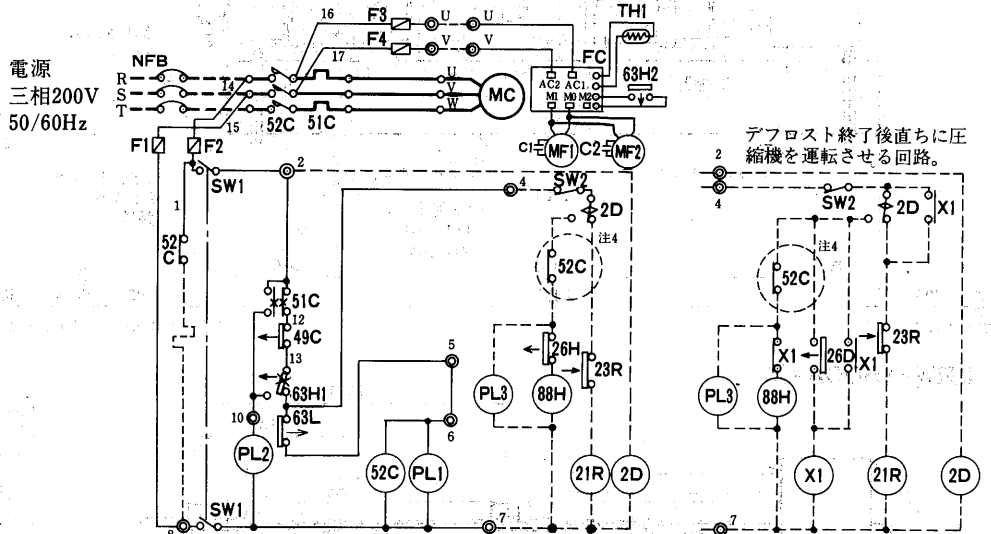 16
F3
U
U
TH1
F4
V
V
17
FC
63H2
電源
三相200V
50/60Hz
NFB
R
S
T
14
15
52C
51C
U
V
W
MC
AC2
AC1
M1
M0
M2
C1
MF1
C2
MF2
F1
F2
SW1
2
4
SW2
2D
デフロスト終了後直ちに圧
縮機を運転させる回路。
2
4
SW2
2D
X1
1
52
C
注4
52C
注4
52C
51C
12
49C
13
63H1
5
26H
23R
X1
26D
X1
23R
PL3
88H
PL3
88H
10
63L
6
PL2
52C
PL1
21R
2D
X1
21R
2D
SW1
7
7